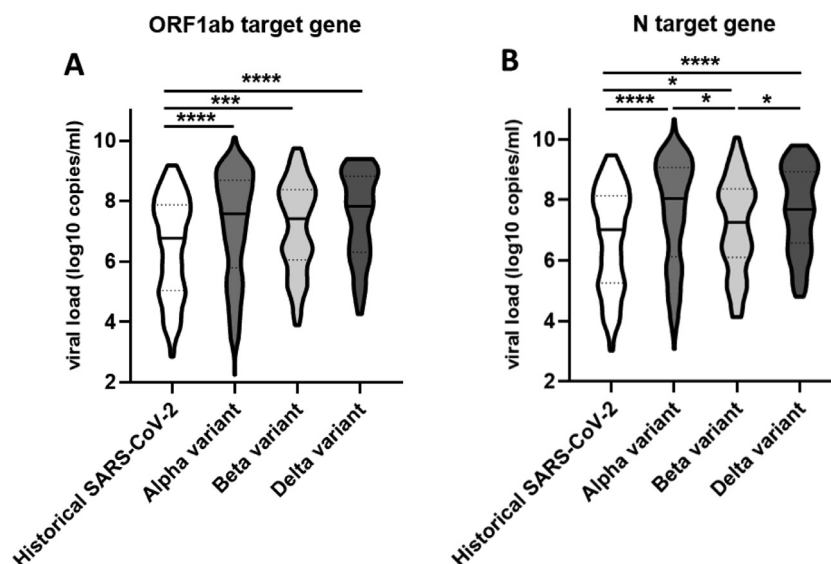 ORF1ab target gene
A
****
***
****
10
8
6
4
2
viral load (log10 copies/ml)
Historical SARS-CoV-2
Alpha variant
Beta variant
Delta variant
N target gene
B
****
*
**** * *
10
8
6
4
2
viral load (log10 copies/ml)
Historical SARS-CoV-2
Alpha variant
Beta variant
Delta variant